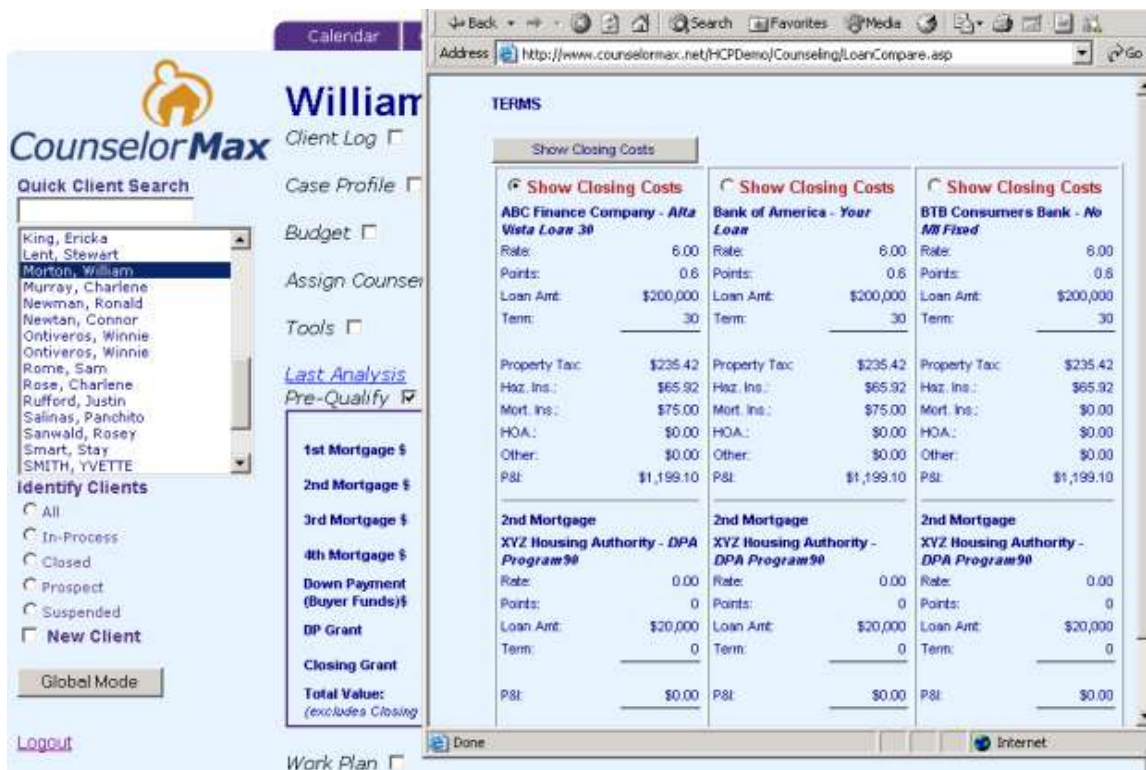 Calendar
CounselorMax
Quick Client Search
King, Ericka
Lent, Stewart
Morton, William
Murray, Charlene
Newman, Ronald
Newtan, Connor
Ontiveros, Winnie
Ontiveros, Winnie
Rome, Sam
Rose, Charlene
Rufford, Justin
Salinas, Panchito
Sanwald, Rosey
Smart, Stay
SMITH, YVETTE
Identify Clients
All
In-Process
Closed
Prospect
Suspended
New Client
Global Mode
Logout
William
Client Log
Case Profile
Budget
Assign Counsel
Tools
Last Analysis
Pre-Qualify
1st Mortgage $
2nd Mortgage $
3rd Mortgage $
4th Mortgage $
Down Payment
(Buyer Funds)$
DP Grant
Closing Grant
Total Value:
(excludes Closing
Work Plan
Back Search Favorites Media
Address http://www.counselormax.net/HCPDemo/Counseling/LoanCompare.asp Go
TERMS
Show Closing Costs
Show Closing Costs
ABC Finance Company - Alta
Vista Loan 30
Rate: 6.00
Points: 0.6
Loan Amt: $200,000
Term: 30
Property Tax: $235.42
Haz. Ins.: $65.92
Mort. Ins.: $75.00
HOA.: $0.00
Other: $0.00
P&I: $1,199.10
2nd Mortgage
XYZ Housing Authority - DPA
Program90
Rate: 0.00
Points: 0
Loan Amt: $20,000
Term: 0
P&I: $0.00
Show Closing Costs
Bank of America - Your
Loan
Rate: 6.00
Points: 0.6
Loan Amt: $200,000
Term: 30
Property Tax: $235.42
Haz. Ins.: $65.92
Mort. Ins.: $75.00
HOA.: $0.00
Other: $0.00
P&I: $1,199.10
2nd Mortgage
XYZ Housing Authority -
DPA Program90
Rate: 0.00
Points: 0
Loan Amt: $20,000
Term: 0
P&I: $0.00
Show Closing Costs
BTB Consumers Bank - No
MI Fixed
Rate: 6.00
Points: 0.6
Loan Amt: $200,000
Term: 30
Property Tax: $235.42
Haz. Ins.: $65.92
Mort. Ins.: $0.00
HOA.: $0.00
Other: $0.00
P&I: $1,199.10
2nd Mortgage
XYZ Housing Authority -
DPA Program90
Rate: 0.00
Points: 0
Loan Amt: $20,000
Term: 0
P&I: $0.00
Done Internet